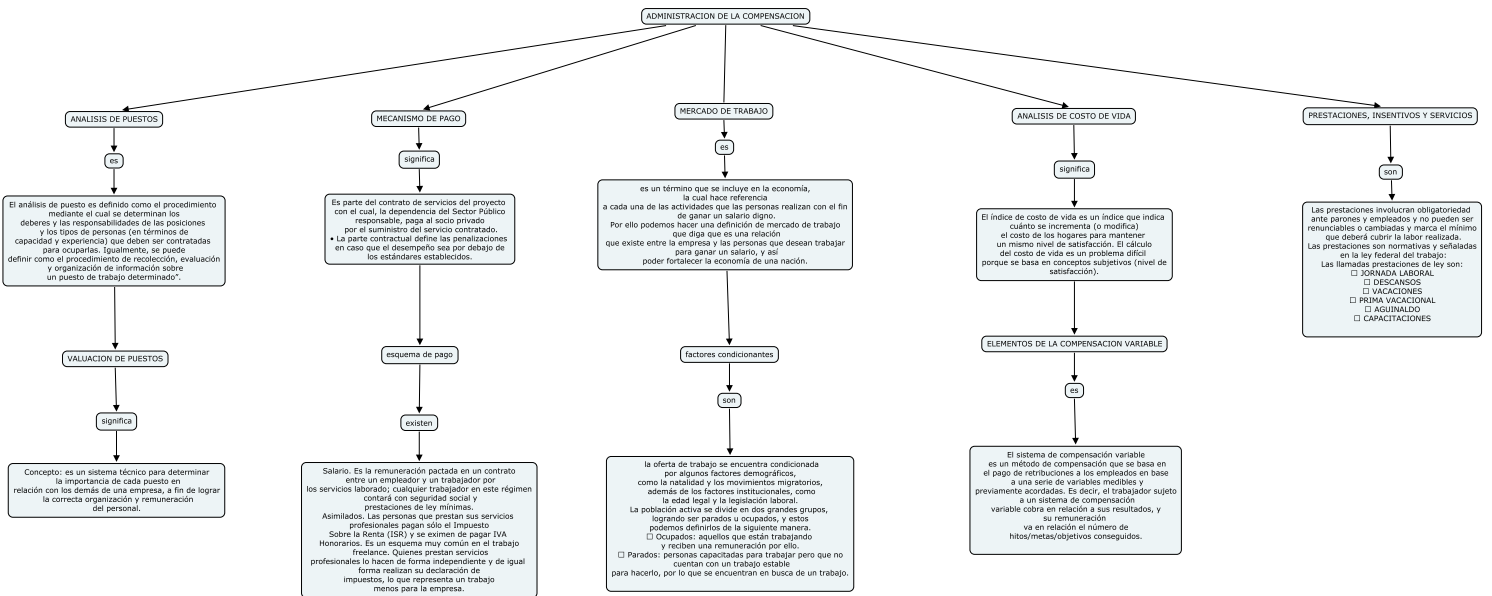 ADMINISTRACION DE LA COMPENSACION
ANALISIS DE PUESTOS
es
El análisis de puesto es definido como el procedimiento
mediante el cual se determinan los
deberes y las responsabilidades de las posiciones
y los tipos de personas (en términos de
capacidad y experiencia) que deben ser contratadas
para ocuparlas. Igualmente, se puede
definir como el procedimiento de recolección, evaluación
y organización de información sobre
un puesto de trabajo determinado”.
VALUACION DE PUESTOS
significa
Concepto: es un sistema técnico para determinar
la importancia de cada puesto en
relación con los demás de una empresa, a fin de lograr
la correcta organización y remuneración
del personal.
MECANISMO DE PAGO
significa
Es parte del contrato de servicios del proyecto
con el cual, la dependencia del Sector Público
responsable, paga al socio privado
por el suministro del servicio contratado.
• La parte contractual define las penalizaciones
en caso que el desempeño sea por debajo de
los estándares establecidos.
esquema de pago
existen
Salario. Es la remuneración pactada en un contrato
entre un empleador y un trabajador por
los servicios laborado; cualquier trabajador en este régimen
contará con seguridad social y
prestaciones de ley mínimas.
Asimilados. Las personas que prestan sus servicios
profesionales pagan sólo el Impuesto
Sobre la Renta (ISR) y se eximen de pagar IVA
Honorarios. Es un esquema muy común en el trabajo
freelance. Quienes prestan servicios
profesionales lo hacen de forma independiente y de igual
forma realizan su declaración de
impuestos, lo que representa un trabajo
menos para la empresa.
MERCADO DE TRABAJO
es
es un término que se incluye en la economía,
la cual hace referencia
a cada una de las actividades que las personas realizan con el fin
de ganar un salario digno.
Por ello podemos hacer una definición de mercado de trabajo
que diga que es una relación
que existe entre la empresa y las personas que desean trabajar
para ganar un salario, y así
poder fortalecer la economía de una nación.
factores condicionantes
son
la oferta de trabajo se encuentra condicionada
por algunos factores demográficos,
como la natalidad y los movimientos migratorios,
además de los factores institucionales, como
la edad legal y la legislación laboral.
La población activa se divide en dos grandes grupos,
logrando ser parados u ocupados, y estos
podemos definirlos de la siguiente manera.
☐ Ocupados: aquellos que están trabajando
y reciben una remuneración por ello.
☐ Parados: personas capacitadas para trabajar pero que no
cuentan con un trabajo estable
para hacerlo, por lo que se encuentran en busca de un trabajo.
ANALISIS DE COSTO DE VIDA
significa
El índice de costo de vida es un índice que indica
cuánto se incrementa (o modifica)
el costo de los hogares para mantener
un mismo nivel de satisfacción. El cálculo
del costo de vida es un problema difícil
porque se basa en conceptos subjetivos (nivel de
satisfacción).
ELEMENTOS DE LA COMPENSACION VARIABLE
es
El sistema de compensación variable
es un método de compensación que se basa en
el pago de retribuciones a los empleados en base
a una serie de variables medibles y
previamente acordadas. Es decir, el trabajador sujeto
a un sistema de compensación
variable cobra en relación a sus resultados, y
su remuneración
va en relación el número de
hitos/metas/objetivos conseguidos.
PRESTACIONES, INSENTIVOS Y SERVICIOS
son
Las prestaciones involucran obligatoriedad
ante parones y empleados y no pueden ser
renunciables o cambiadas y marca el mínimo
que deberá cubrir la labor realizada.
Las prestaciones son normativas y señaladas
en la ley federal del trabajo:
Las llamadas prestaciones de ley son:
☐ JORNADA LABORAL
☐ DESCANSOS
☐ VACACIONES
☐ PRIMA VACACIONAL
☐ AGUINALDO
☐ CAPACITACIONES